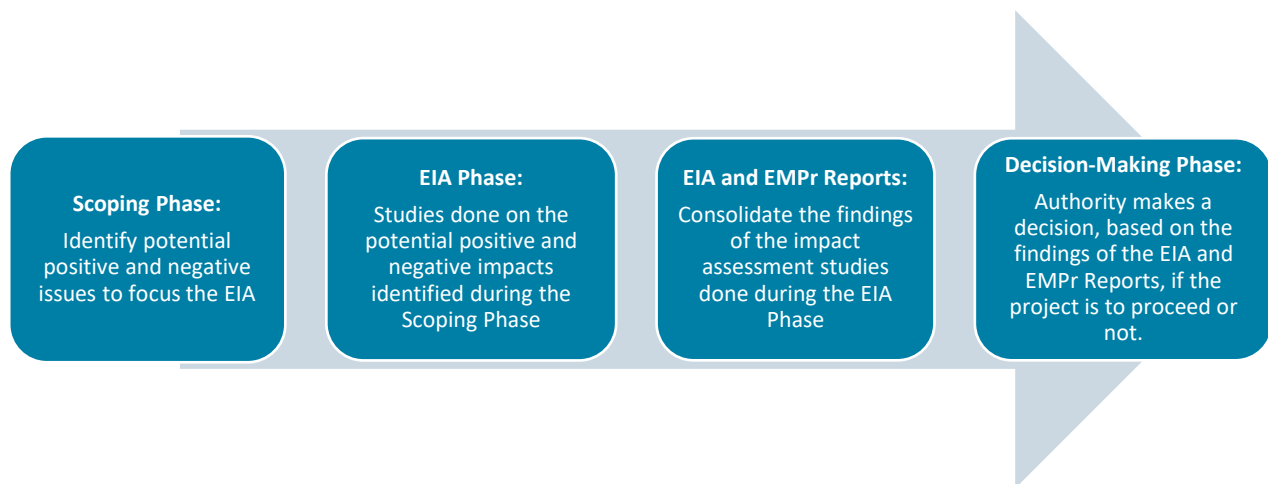 Scoping Phase:
Identify potential
positive and negative
issues to focus the EIA
EIA Phase:
Studies done on the
potential positive and
negative impacts
identified during the
Scoping Phase
EIA and EMPr Reports:
Consolidate the findings
of the impact
assessment studies
done during the EIA
Phase
Decision-Making Phase:
Authority makes a
decision, based on the
findings of the EIA and
EMPr Reports, if the
project is to proceed or
not.